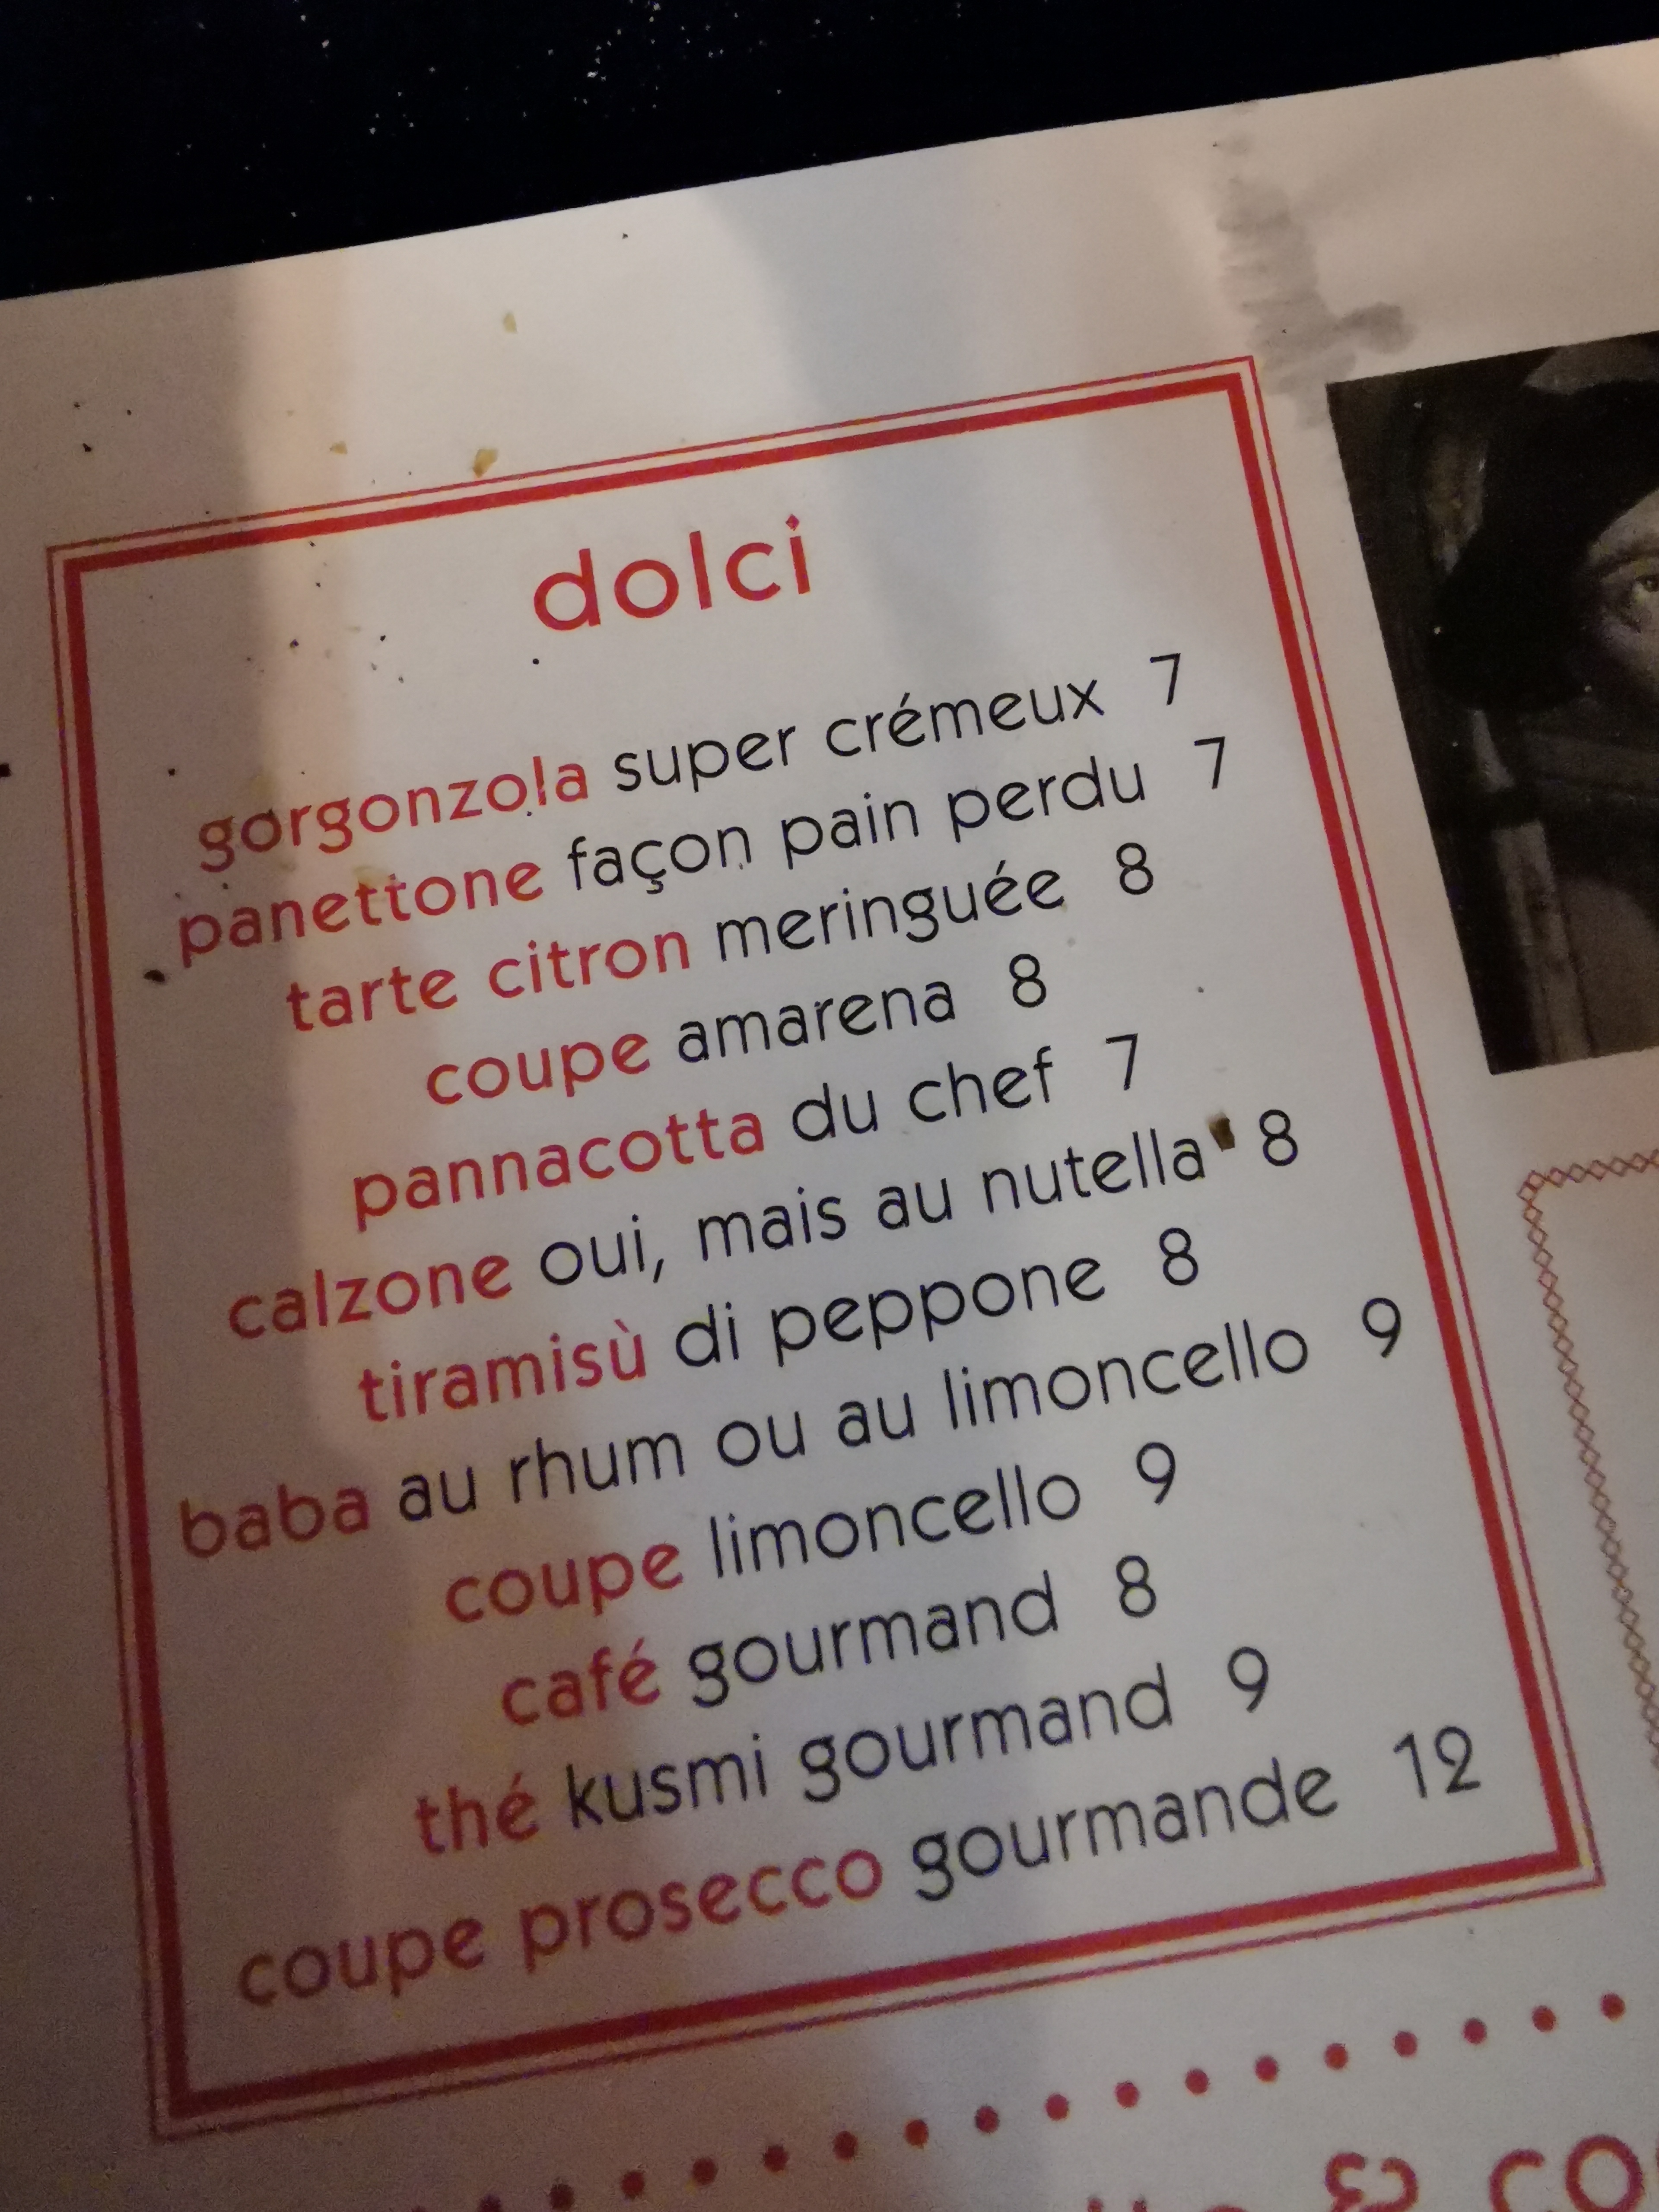 dolci
gorgonzola super crémeux 7
panettone façon pain perdu 7
tarte citron meringuée 8
coupe amarena 8
pannacotta du chef 7
calzone oui, mais au nutella 8
tiramisù di peppone 8
baba au rhum ou au limoncello 9
coupe limoncello 9
café gourmand 8
thé kusmi gourmand 9
coupe prosecco gourmande 12